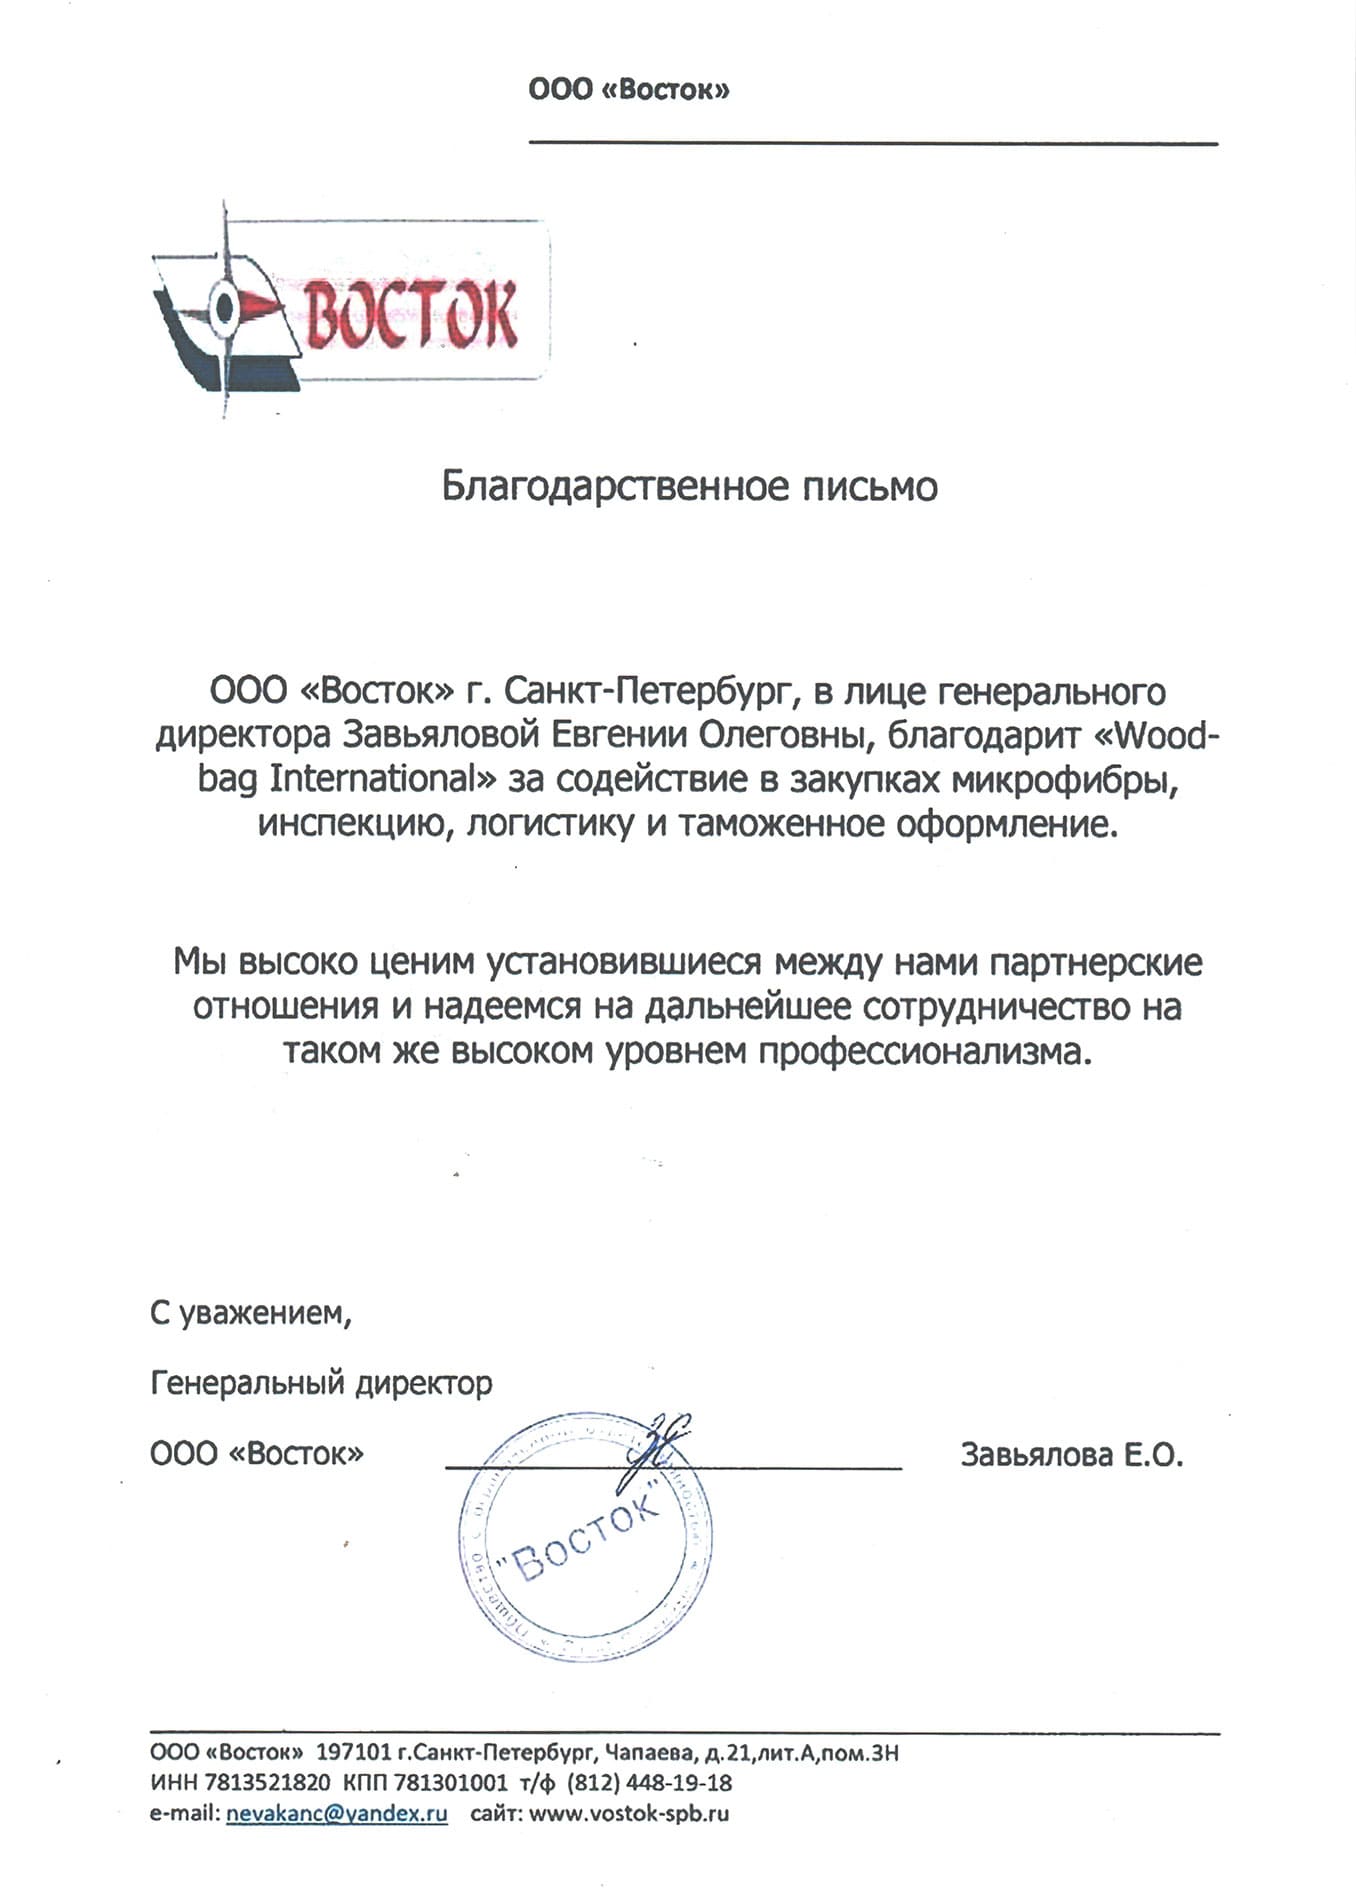 ООО «Восток»
ВОСТОК
Благодарственное письмо
ООО «Восток» г. Санкт-Петербург, в лице генерального
директора Завьяловой Евгении Олеговны, благодарит «Wood-
bag International» за содействие в закупках микрофибры,
инспекцию, логистику и таможенное оформление.
Мы высоко ценим установившиеся между нами партнерские
отношения и надеемся на дальнейшее сотрудничество на
таком же высоком уровнем профессионализма.
С уважением,
Генеральный директор
ООО «Восток» Завьялова Е.О.
"Восток"
ООО «Восток» 197101 г.Санкт-Петербург, Чапаева, д.21,лит.А,пом.3Н
ИНН 7813521820 КПП 781301001 т/ф (812) 448-19-18
e-mail: nevakanc@yandex.ru сайт: www.vostok-spb.ru